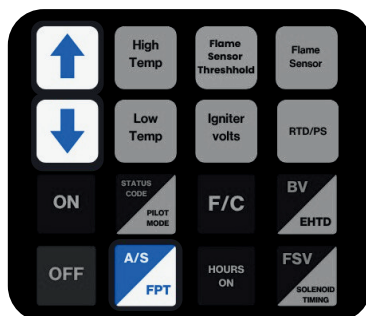 High
Temp
Flame
Sensor
Threshhold
Flame
Sensor
Low
Temp
Igniter
volts
RTD/PS
ON
STATUS
CODE
PILOT
MODE
F/C
BV
EHTD
OFF
A/S
FPT
HOURS
ON
FSV
SOLENOID
TIMING